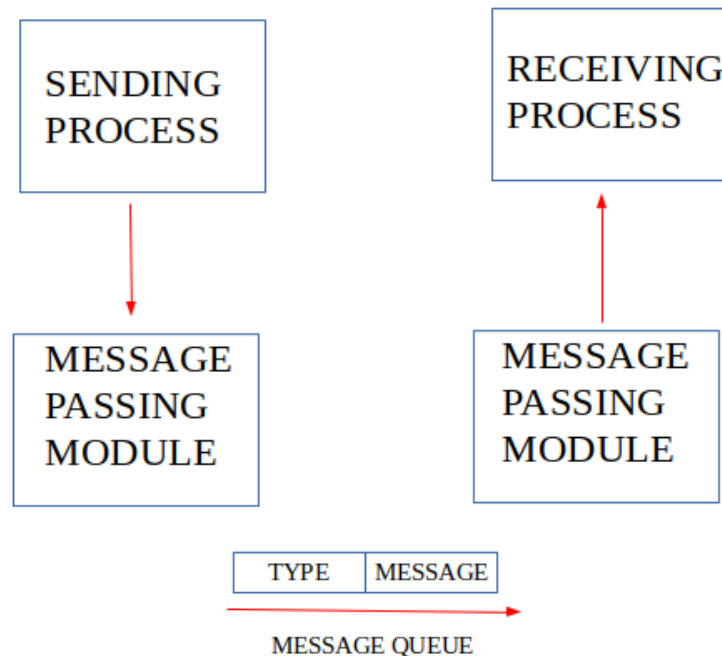 SENDING
PROCESS
RECEIVING
PROCESS
MESSAGE
PASSING
MODULE
MESSAGE
PASSING
MODULE
TYPE
MESSAGE
MESSAGE QUEUE